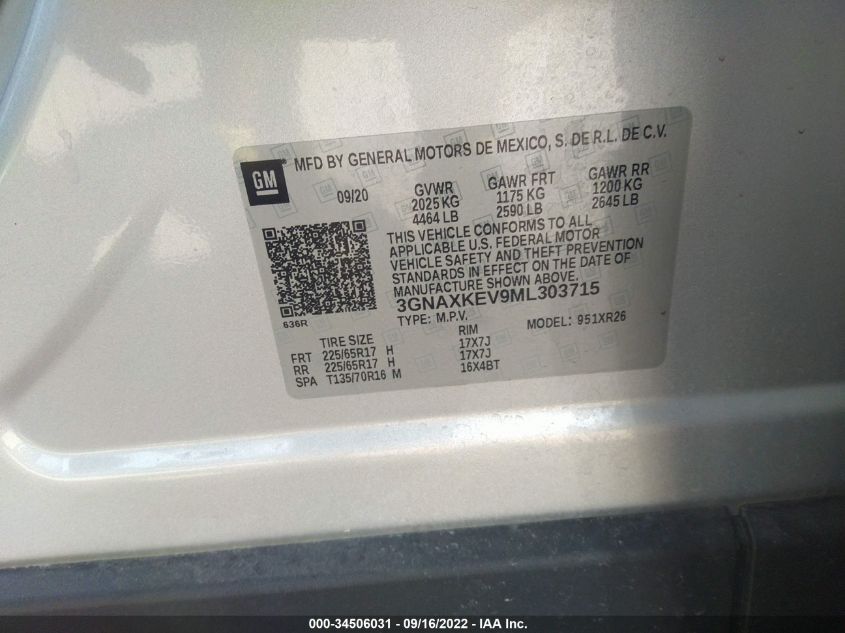 GM
MFD BY GENERAL MOTORS DE MEXICO, S. DE R.L. DE C.V.
09/20
GVWR GAWR FRT GAWR RR
2025 KG 1175 KG 1200 KG
4464 LB 2590 LB 2645 LB
THIS VEHICLE CONFORMS TO ALL
APPLICABLE U.S. FEDERAL MOTOR
VEHICLE SAFETY AND THEFT PREVENTION
STANDARDS IN EFFECT ON THE DATE OF
MANUFACTURE SHOWN ABOVE.
3GNAXKEV9ML303715
636R
TYPE: M.P.V. MODEL: 951XR26
TIRE SIZE RIM
FRT 225/65R17 H 17X7J
RR 225/65R17 H 17X7J
SPA T135/70R16 M 16X4BT
000-34506031 - 09/16/2022 - IAA Inc.